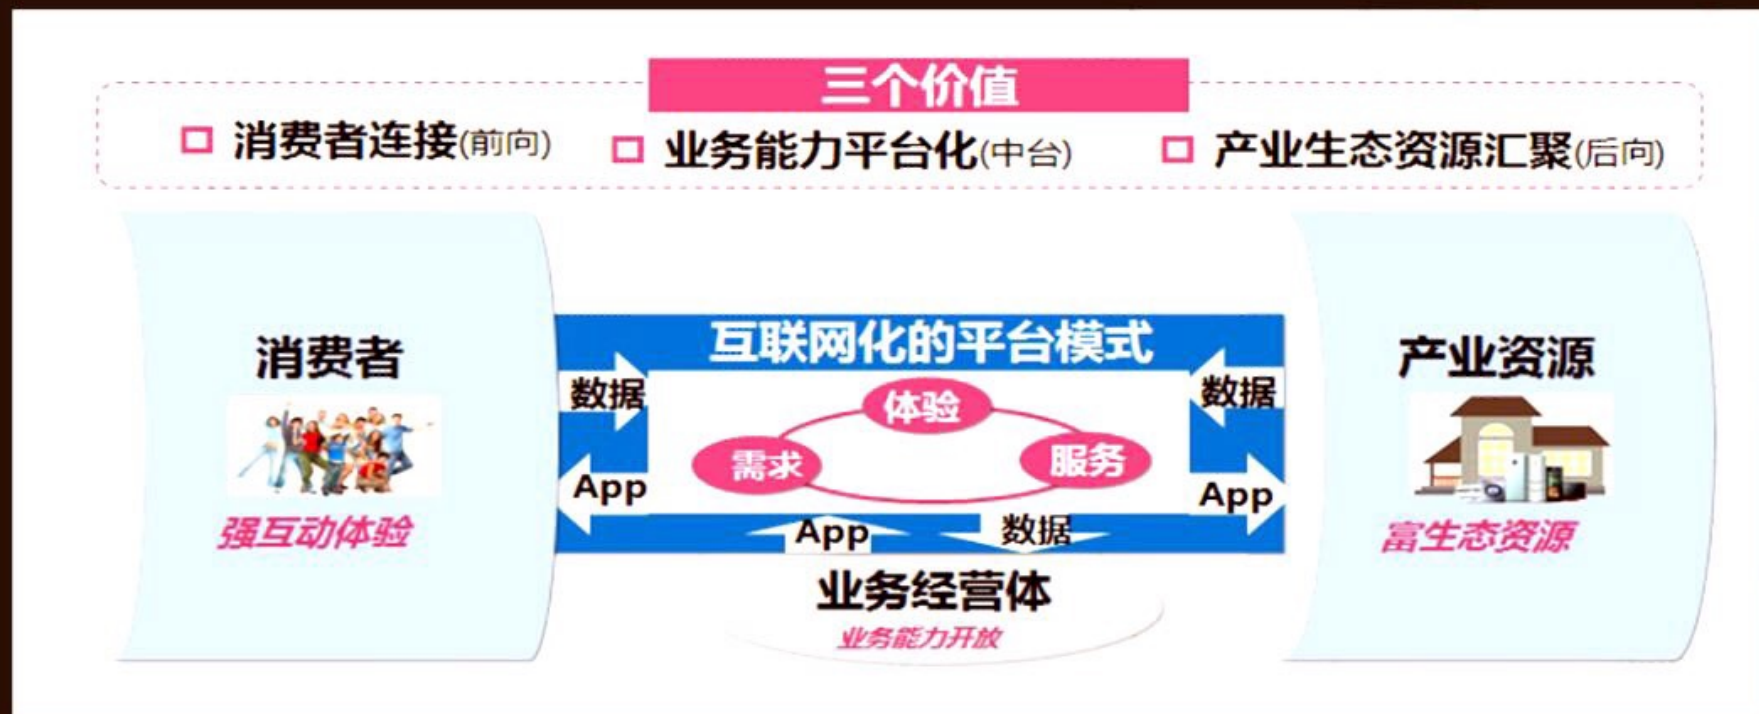 三个价值
消费者连接(前向)
业务能力平台化(中台)
产业生态资源汇聚(后向)
消费者
强互动体验
互联网化的平台模式
数据
数据
体验
需求
服务
App
App
App
数据
业务经营体
业务能力开放
产业资源
富生态资源